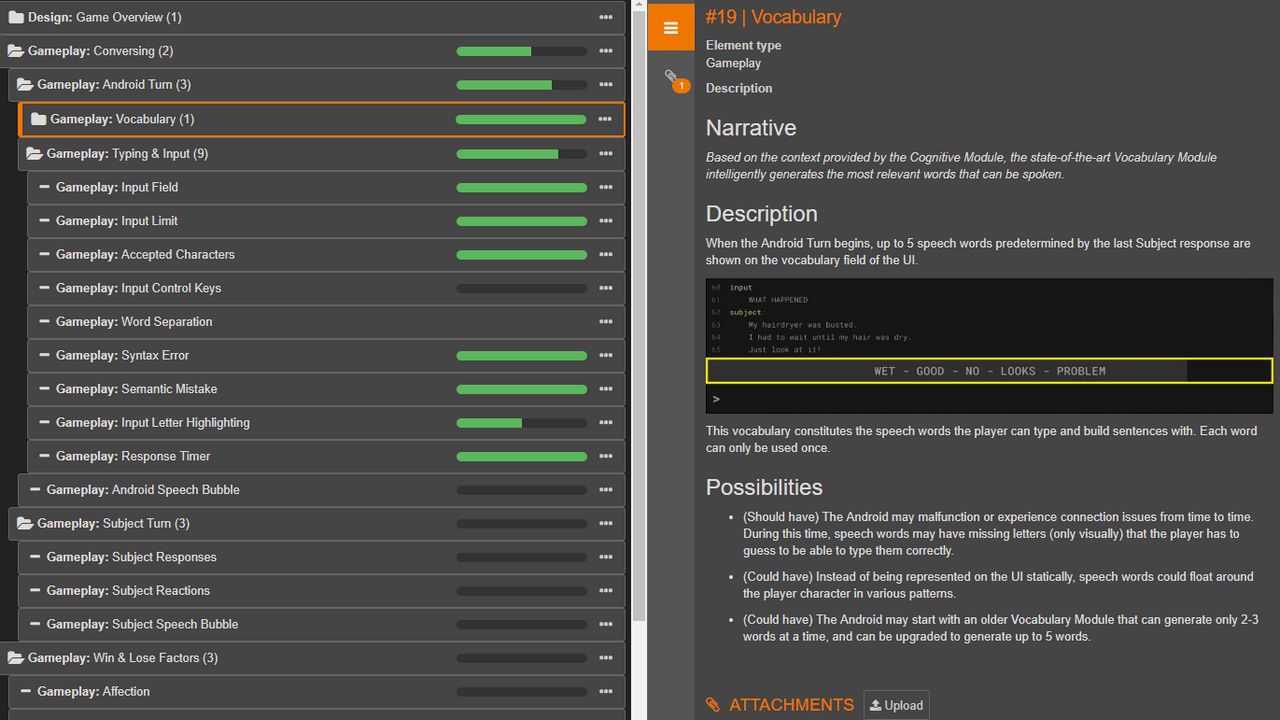 Design: Game Overview (1)
Gameplay: Conversing (2)
Gameplay: Android Turn (3)
Gameplay: Vocabulary (1)
Gameplay: Typing & Input (9)
Gameplay: Input Field
Gameplay: Input Limit
Gameplay: Accepted Characters
Gameplay: Input Control Keys
Gameplay: Word Separation
Gameplay: Syntax Error
Gameplay: Semantic Mistake
Gameplay: Input Letter Highlighting
Gameplay: Response Timer
Gameplay: Android Speech Bubble
Gameplay: Subject Turn (3)
Gameplay: Subject Responses
Gameplay: Subject Reactions
Gameplay: Subject Speech Bubble
Gameplay: Win & Lose Factors (3)
Gameplay: Affection
1
#19 | Vocabulary
Element type
Gameplay
Description
Narrative
Based on the context provided by the Cognitive Module, the state-of-the-art Vocabulary Module
intelligently generates the most relevant words that can be spoken.
Description
When the Android Turn begins, up to 5 speech words predetermined by the last Subject response are
shown on the vocabulary field of the UI.
60 input:
61 WHAT HAPPENED
62 subject:
63 My hairdryer was busted.
64 I had to wait until my hair was dry.
65 Just look at it!
WET - GOOD - NO - LOOKS - PROBLEM
>
This vocabulary constitutes the speech words the player can type and build sentences with. Each word
can only be used once.
Possibilities
• (Should have) The Android may malfunction or experience connection issues from time to time.
During this time, speech words may have missing letters (only visually) that the player has to
guess to be able to type them correctly.
• (Could have) Instead of being represented on the UI statically, speech words could float around
the player character in various patterns.
• (Could have) The Android may start with an older Vocabulary Module that can generate only 2-3
words at a time, and can be upgraded to generate up to 5 words.
ATTACHMENTS Upload